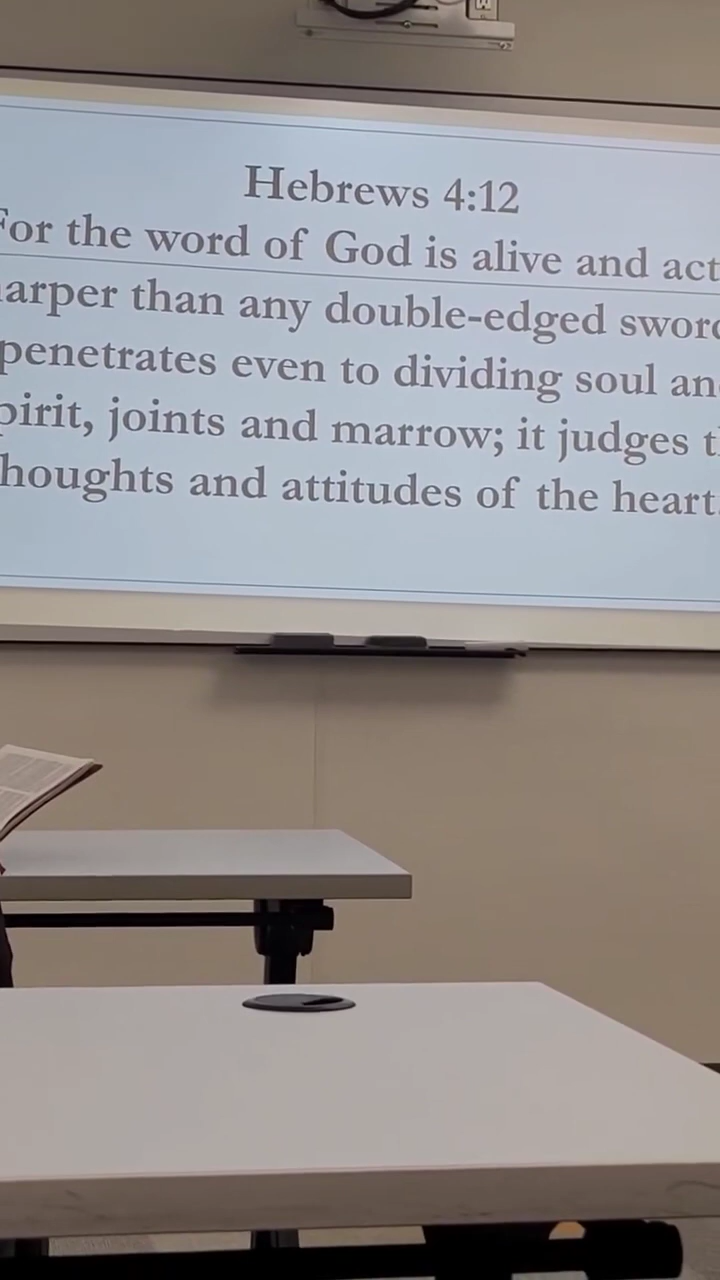 Hebrews 4:12
For the word of God is alive and act
arper than any double-edged sword
penetrates even to dividing soul an
pirit, joints and marrow; it judges t
houghts and attitudes of the heart.